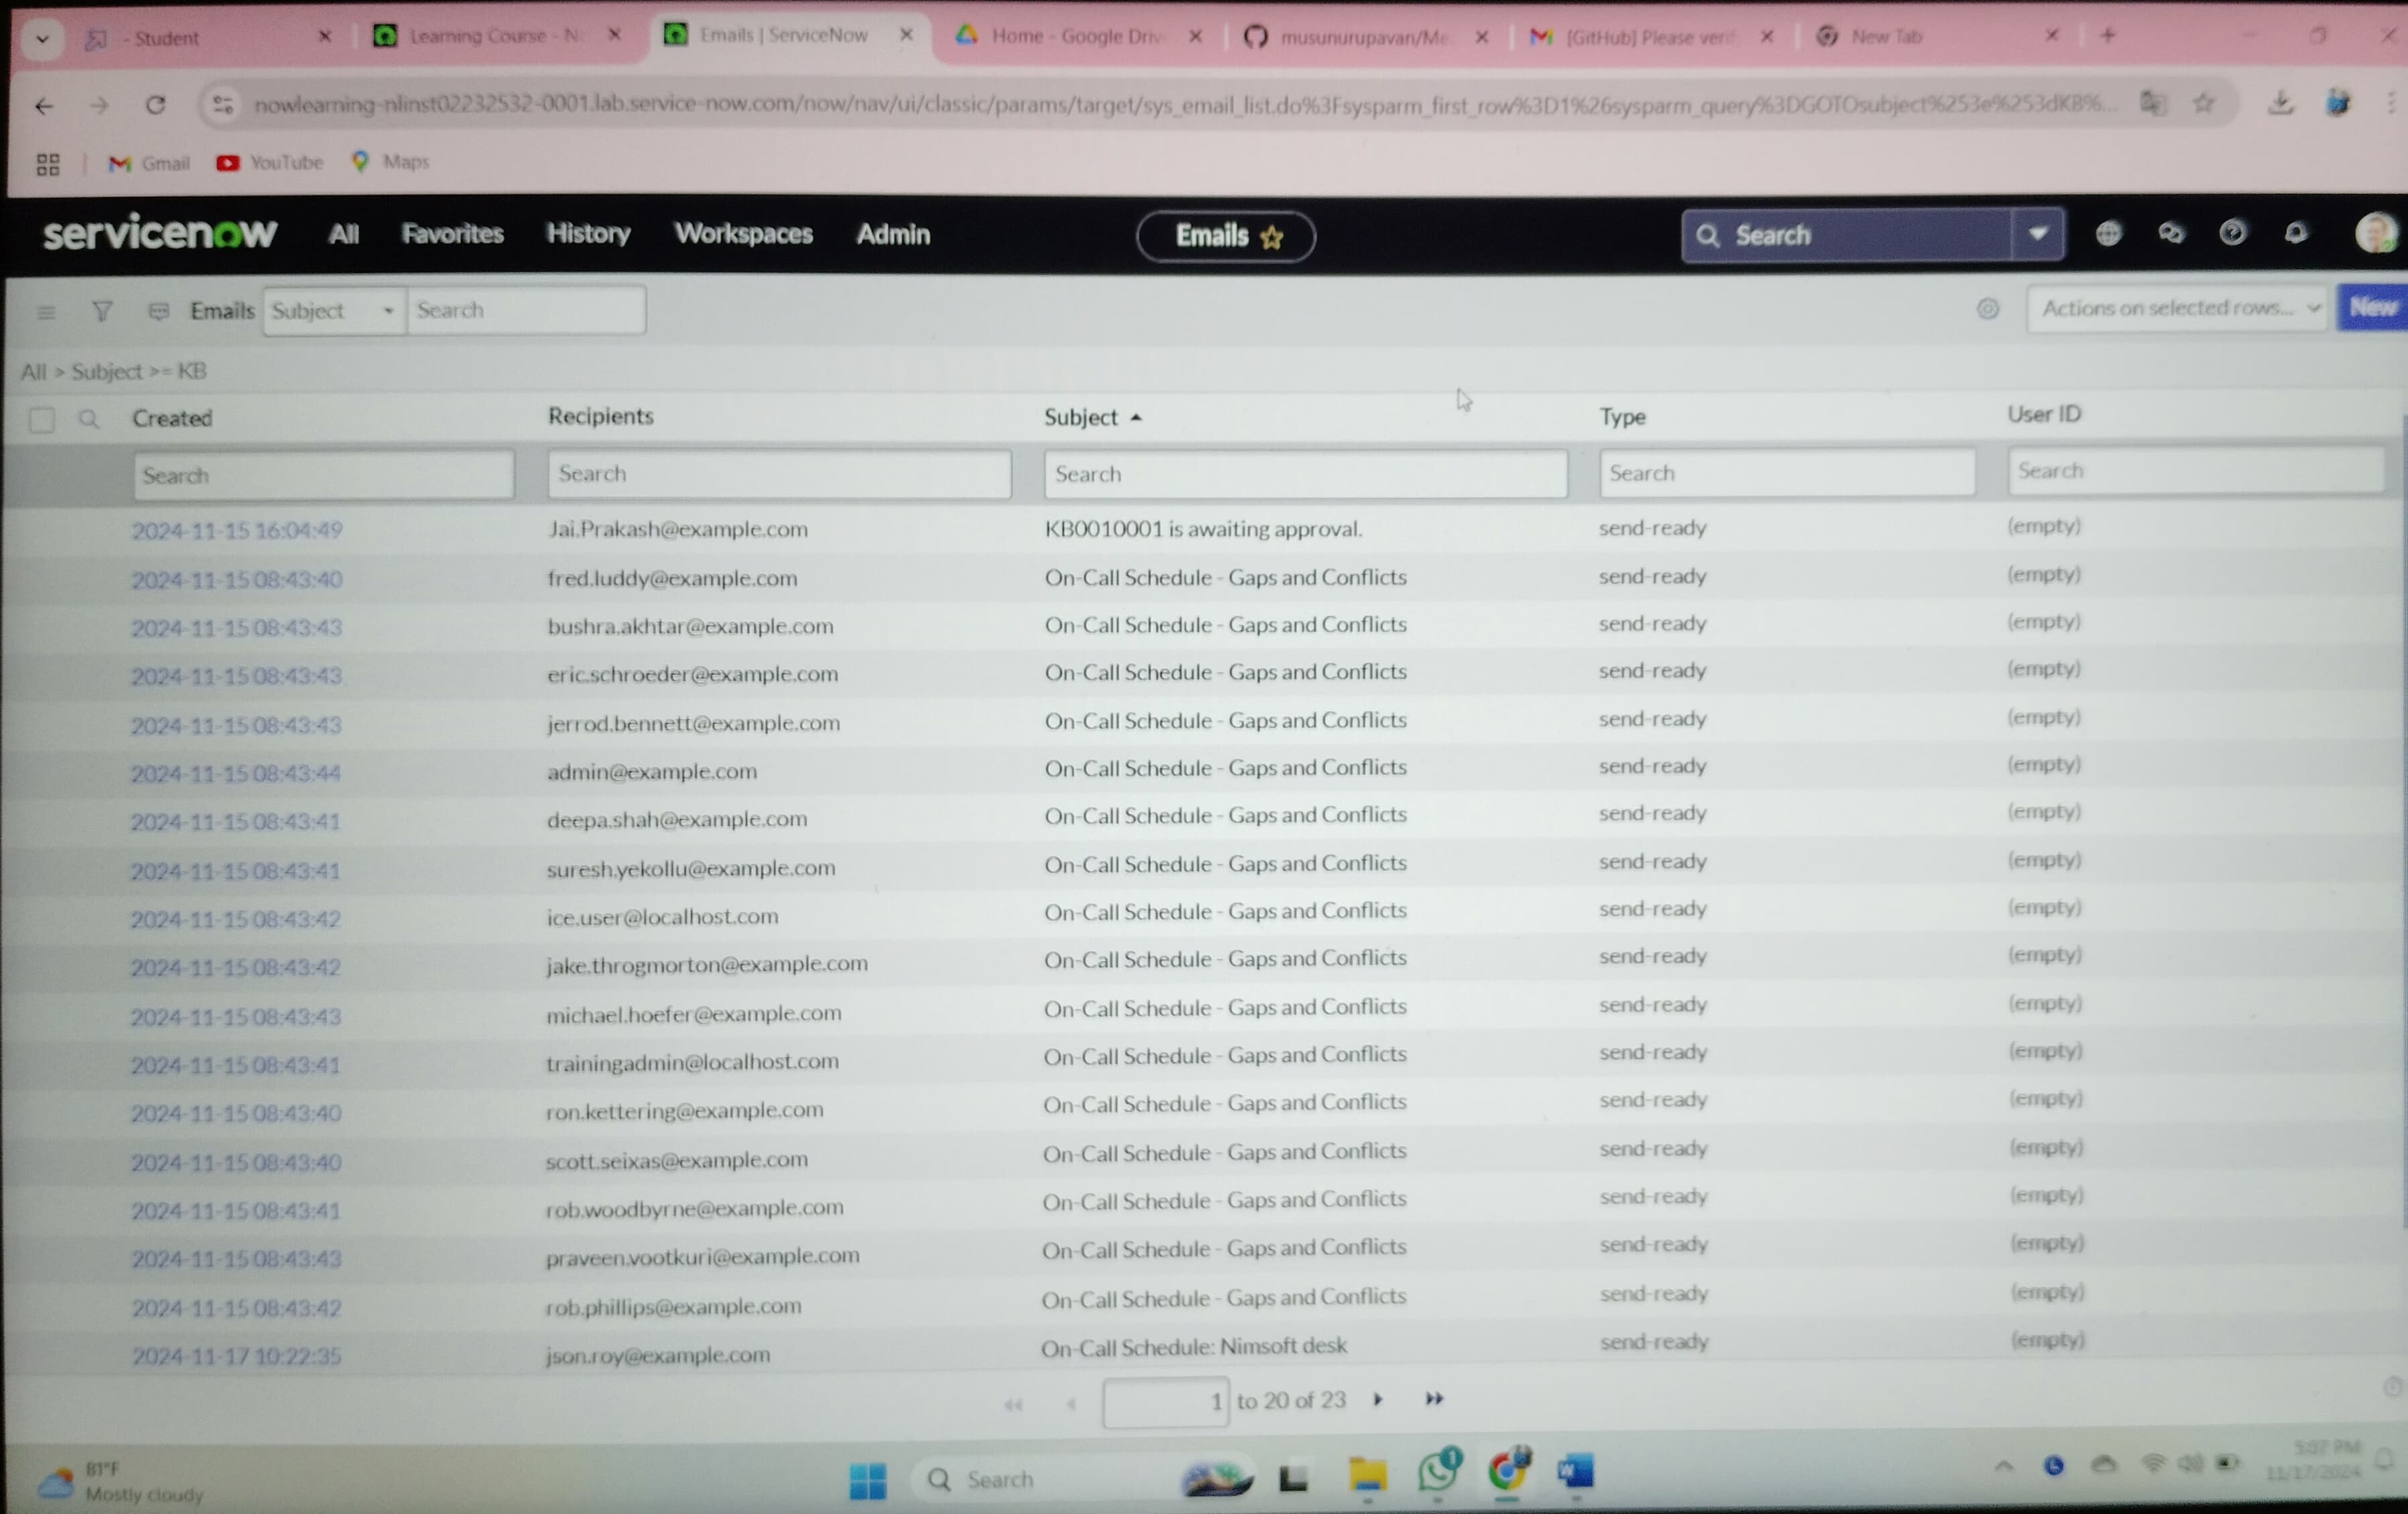 - Student
Learning Course - N
Emails | ServiceNow
Home - Google Driv
musunurupavan/Me
[GitHub] Please verif
New Tab
nowlearning-nlinst02232532-0001.lab.service-now.com/now/nav/ui/classic/params/target/sys_email_list.do%3Fsysparm_first_row%3D1%26sysparm_query%3DGOTOsubject%253e%253dKB%...
Gmail YouTube Maps
servicenow All Favorites History Workspaces Admin Emails Search
Emails Subject Search Actions on selected rows... New
All > Subject >= KB
Created Recipients Subject Type User ID
Search Search Search Search Search
2024-11-15 16:04:49 Jai.Prakash@example.com KB0010001 is awaiting approval. send-ready (empty)
2024-11-15 08:43:40 fred.luddy@example.com On-Call Schedule - Gaps and Conflicts send-ready (empty)
2024-11-15 08:43:43 bushra.akhtar@example.com On-Call Schedule - Gaps and Conflicts send-ready (empty)
2024-11-15 08:43:43 eric.schroeder@example.com On-Call Schedule - Gaps and Conflicts send-ready (empty)
2024-11-15 08:43:43 jerrod.bennett@example.com On-Call Schedule - Gaps and Conflicts send-ready (empty)
2024-11-15 08:43:44 admin@example.com On-Call Schedule - Gaps and Conflicts send-ready (empty)
2024-11-15 08:43:41 deepa.shah@example.com On-Call Schedule - Gaps and Conflicts send-ready (empty)
2024-11-15 08:43:41 suresh.yekollu@example.com On-Call Schedule - Gaps and Conflicts send-ready (empty)
2024-11-15 08:43:42 ice.user@localhost.com On-Call Schedule - Gaps and Conflicts send-ready (empty)
2024-11-15 08:43:42 jake.throgmorton@example.com On-Call Schedule - Gaps and Conflicts send-ready (empty)
2024-11-15 08:43:43 michael.hoefer@example.com On-Call Schedule - Gaps and Conflicts send-ready (empty)
2024-11-15 08:43:41 trainingadmin@localhost.com On-Call Schedule - Gaps and Conflicts send-ready (empty)
2024-11-15 08:43:40 ron.kettering@example.com On-Call Schedule - Gaps and Conflicts send-ready (empty)
2024-11-15 08:43:40 scott.seixas@example.com On-Call Schedule - Gaps and Conflicts send-ready (empty)
2024-11-15 08:43:41 rob.woodbyrne@example.com On-Call Schedule - Gaps and Conflicts send-ready (empty)
2024-11-15 08:43:43 praveen.vootkuri@example.com On-Call Schedule - Gaps and Conflicts send-ready (empty)
2024-11-15 08:43:42 rob.phillips@example.com On-Call Schedule - Gaps and Conflicts send-ready (empty)
2024-11-17 10:22:35 json.roy@example.com On-Call Schedule: Nimsoft desk send-ready (empty)
1 to 20 of 23
81°F
Mostly cloudy
Search
1
5:07 PM
11/17/2024